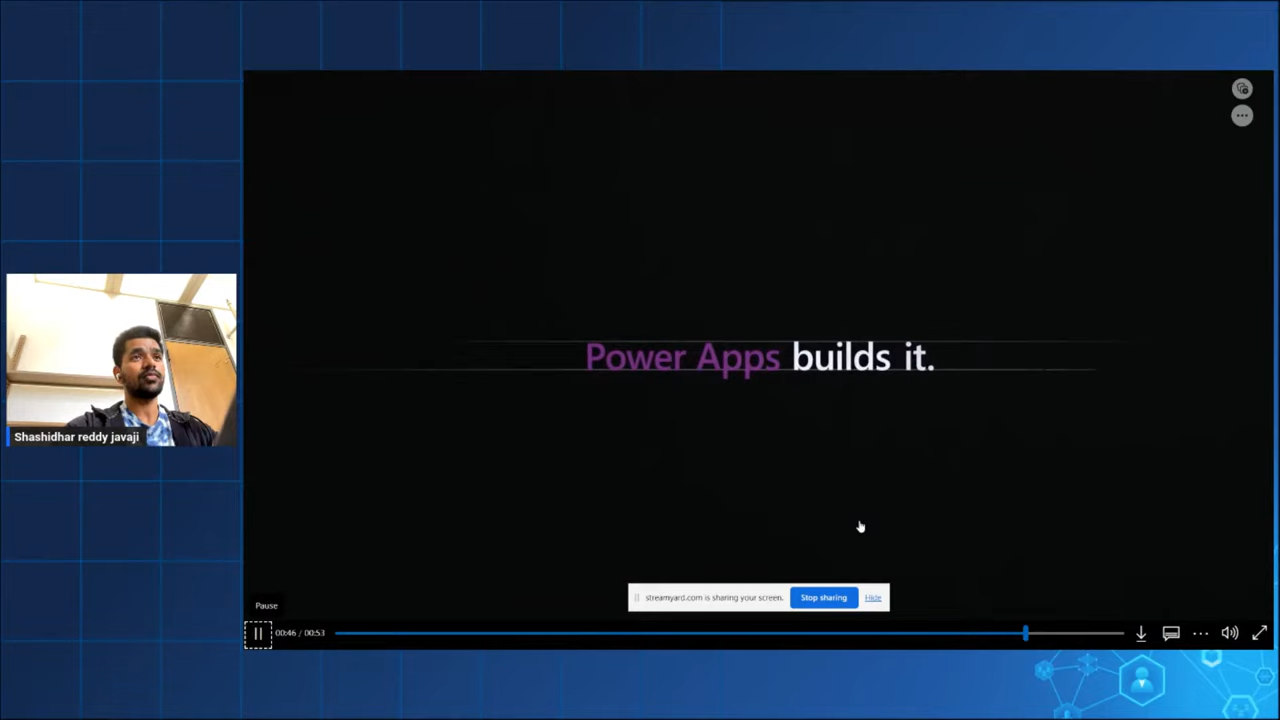 Power Apps builds it.
Shashidhar reddy javaji
streamyard.com is sharing your screen. Stop sharing Hide
Pause
00:46 / 00:53